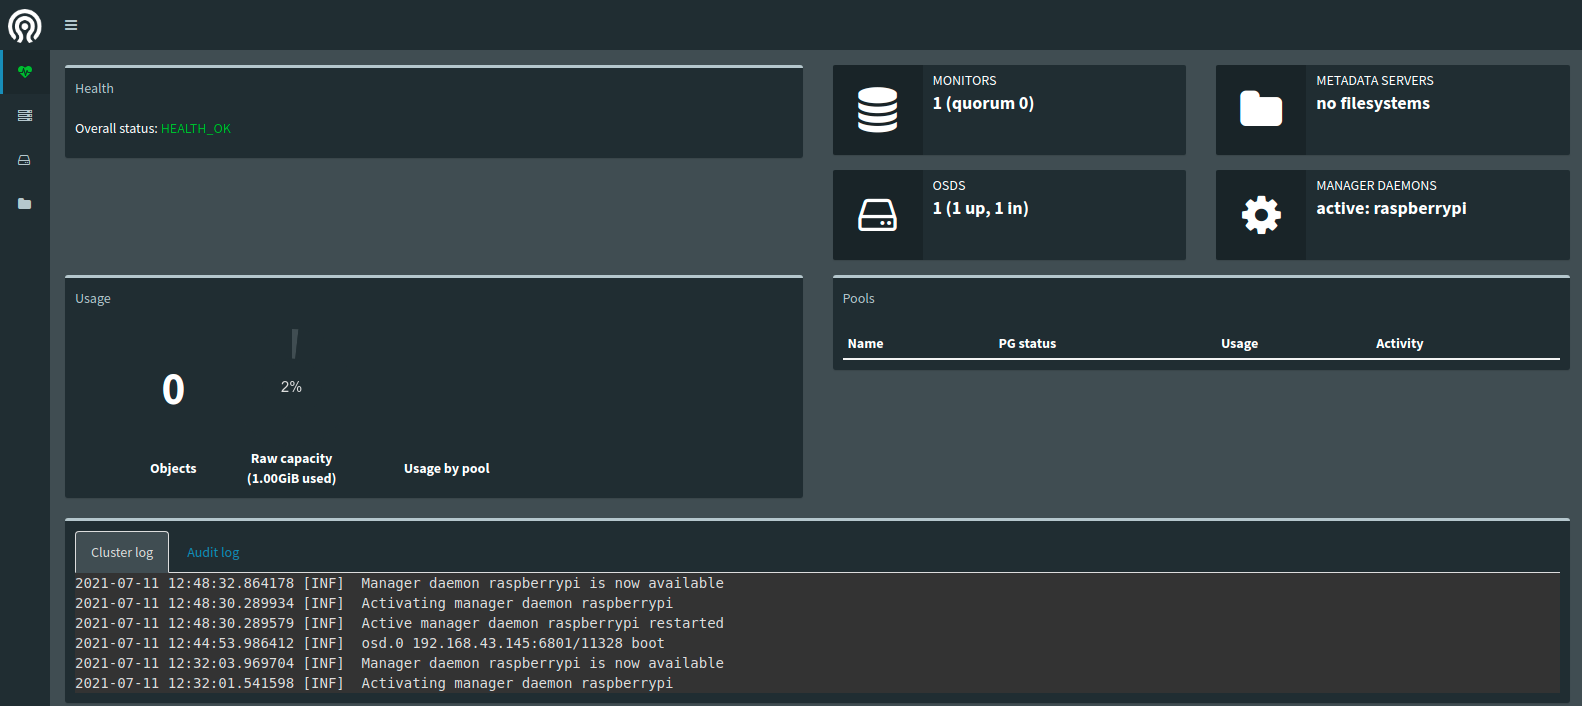 Health
Overall status: HEALTH_OK
MONITORS
1 (quorum 0)
METADATA SERVERS
no filesystems
OSDS
1 (1 up, 1 in)
MANAGER DAEMONS
active: raspberrypi
Usage
0
2%
Objects
Raw capacity
(1.00GiB used)
Usage by pool
Pools
Name PG status Usage Activity
Cluster log Audit log
2021-07-11 12:48:32.864178 [INF] Manager daemon raspberrypi is now available
2021-07-11 12:48:30.289934 [INF] Activating manager daemon raspberrypi
2021-07-11 12:48:30.289579 [INF] Active manager daemon raspberrypi restarted
2021-07-11 12:44:53.986412 [INF] osd.0 192.168.43.145:6801/11328 boot
2021-07-11 12:32:03.969704 [INF] Manager daemon raspberrypi is now available
2021-07-11 12:32:01.541598 [INF] Activating manager daemon raspberrypi